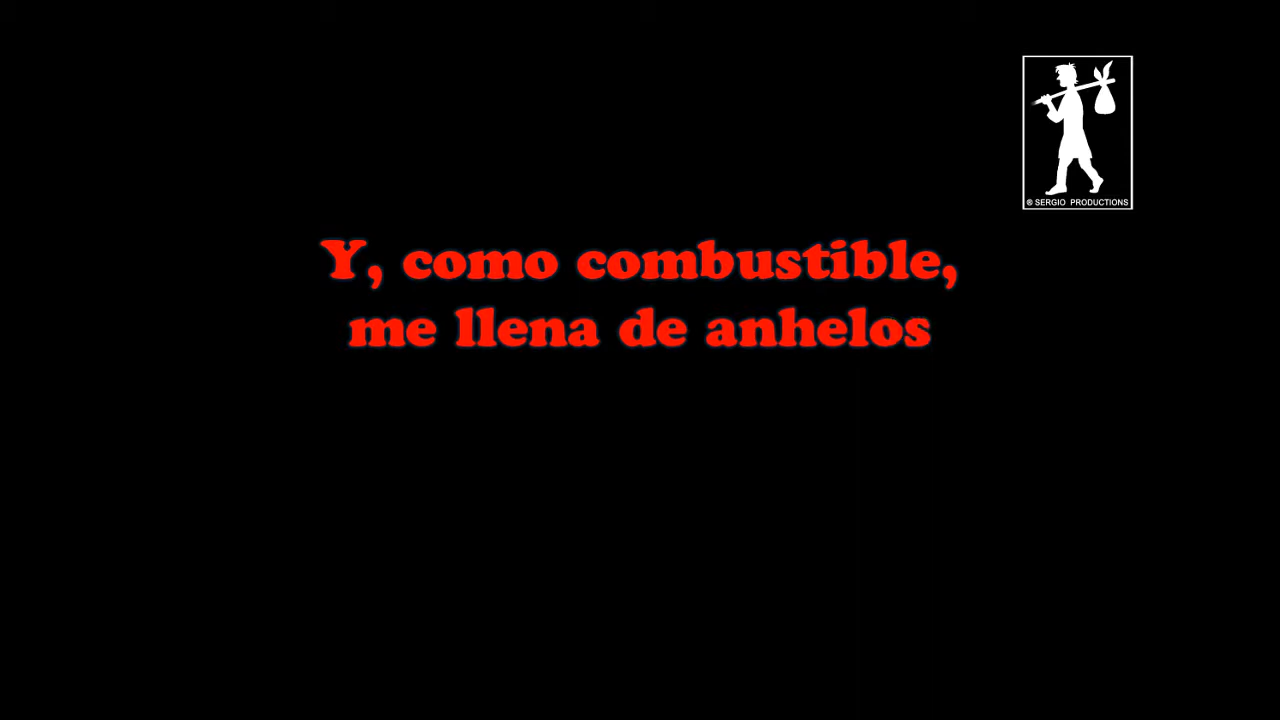 ® SERGIO PRODUCTIONS
Y, como combustible,
me llena de anhelos